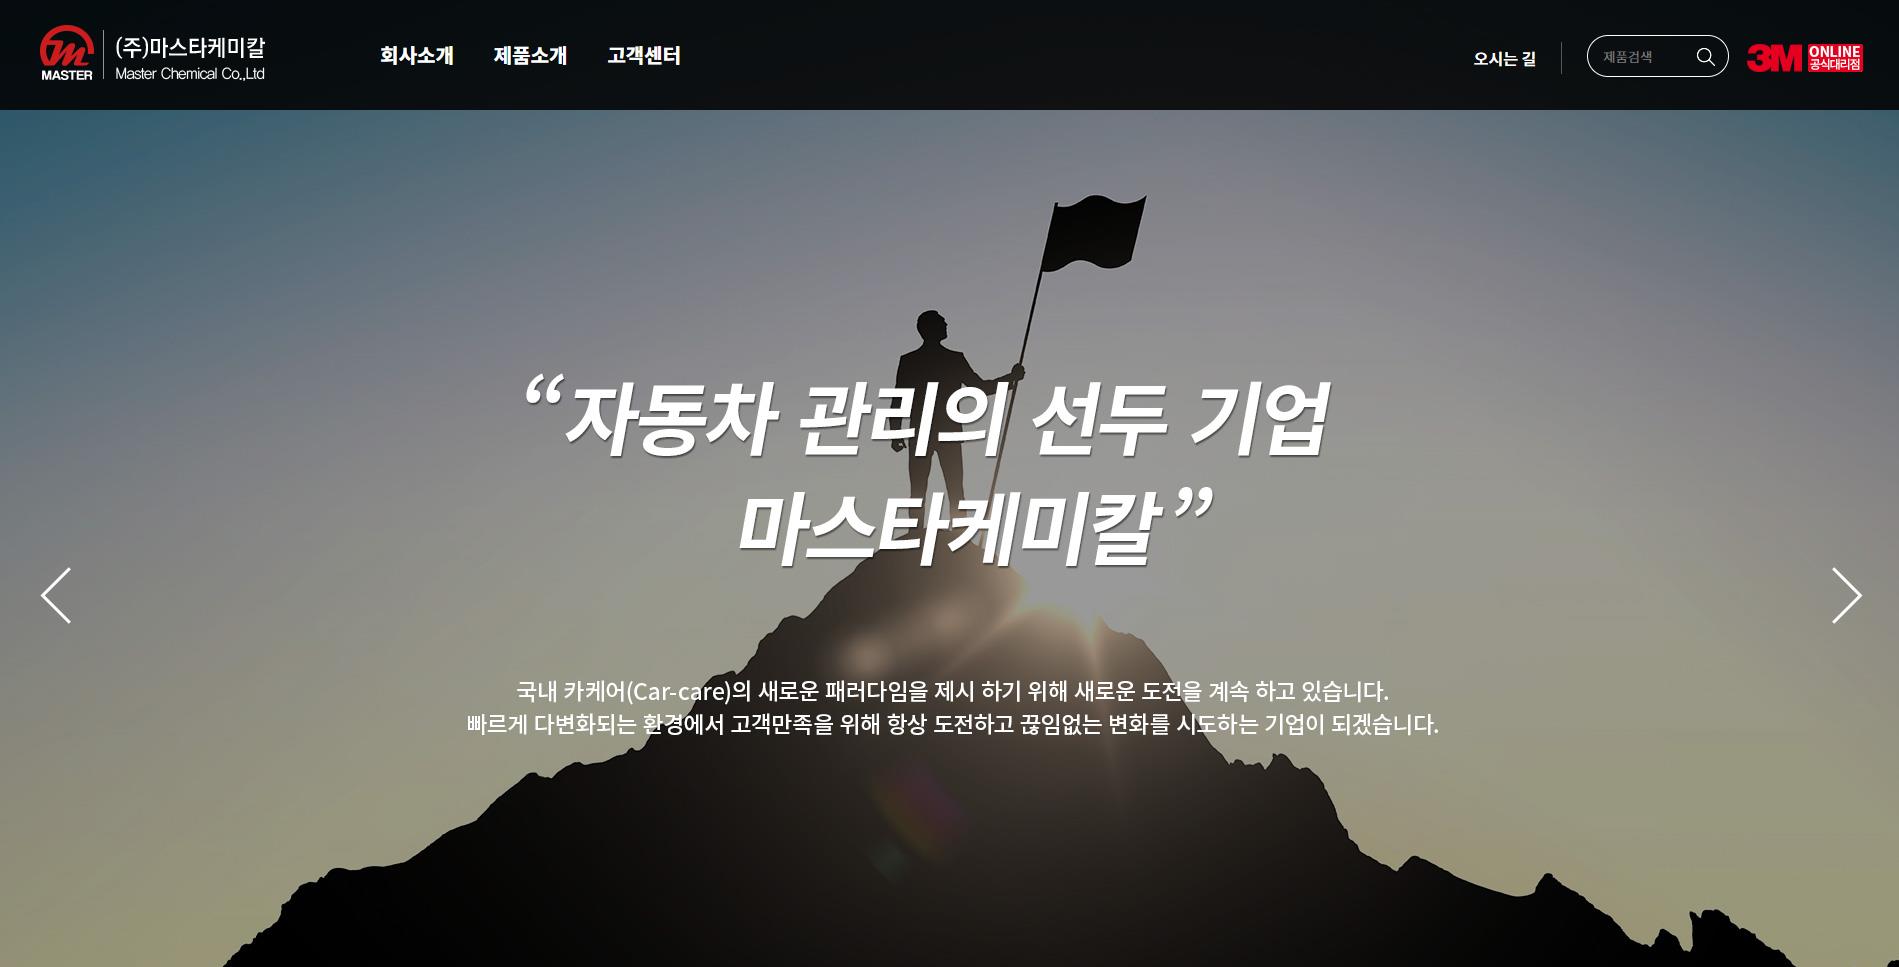 MASTER
(주)마스타케미칼
Master Chemical Co.,Ltd
회사소개 제품소개 고객센터
오시는 길
제품검색
3M ONLINE
공식대리점
“자동차 관리의 선두 기업
마스타케미칼”
국내 카케어(Car-care)의 새로운 패러다임을 제시 하기 위해 새로운 도전을 계속 하고 있습니다.
빠르게 다변화되는 환경에서 고객만족을 위해 항상 도전하고 끊임없는 변화를 시도하는 기업이 되겠습니다.